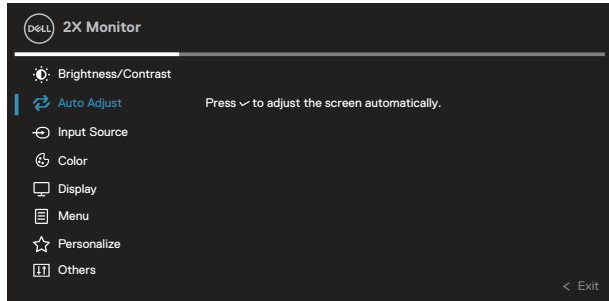 DELL 2X Monitor
Brightness/Contrast
Auto Adjust Press ✓ to adjust the screen automatically.
Input Source
Color
Display
Menu
Personalize
Others
< Exit